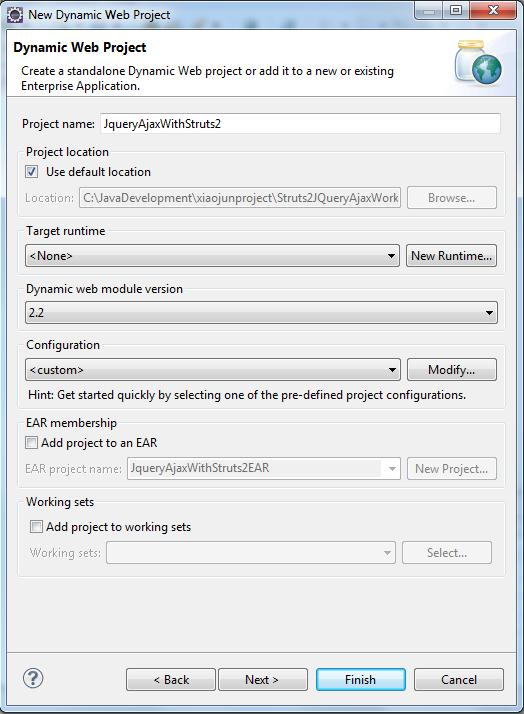 New Dynamic Web Project
Dynamic Web Project
Create a standalone Dynamic Web project or add it to a new or existing
Enterprise Application.
Project name: JqueryAjaxWithStruts2
Project location
Use default location
Location: C:\JavaDevelopment\xiaojunproject\Struts2JQueryAjaxWork Browse...
Target runtime
<None> New Runtime...
Dynamic web module version
2.2
Configuration
<custom> Modify...
Hint: Get started quickly by selecting one of the pre-defined project configurations.
EAR membership
Add project to an EAR
EAR project name: JqueryAjaxWithStruts2EAR New Project...
Working sets
Add project to working sets
Working sets: Select...
? < Back Next > Finish Cancel